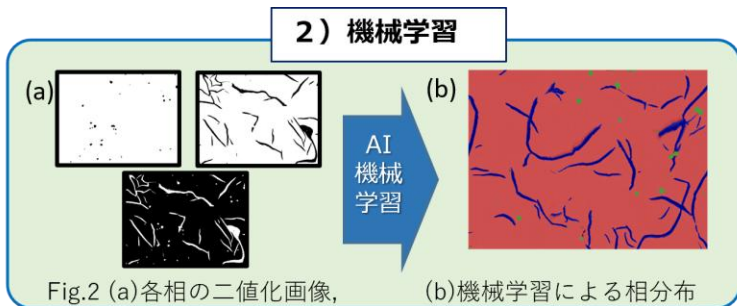 2）機械学習
(a)
(b)
AI
機械
学習
Fig.2 (a)各相の二値化画像,
(b)機械学習による相分布